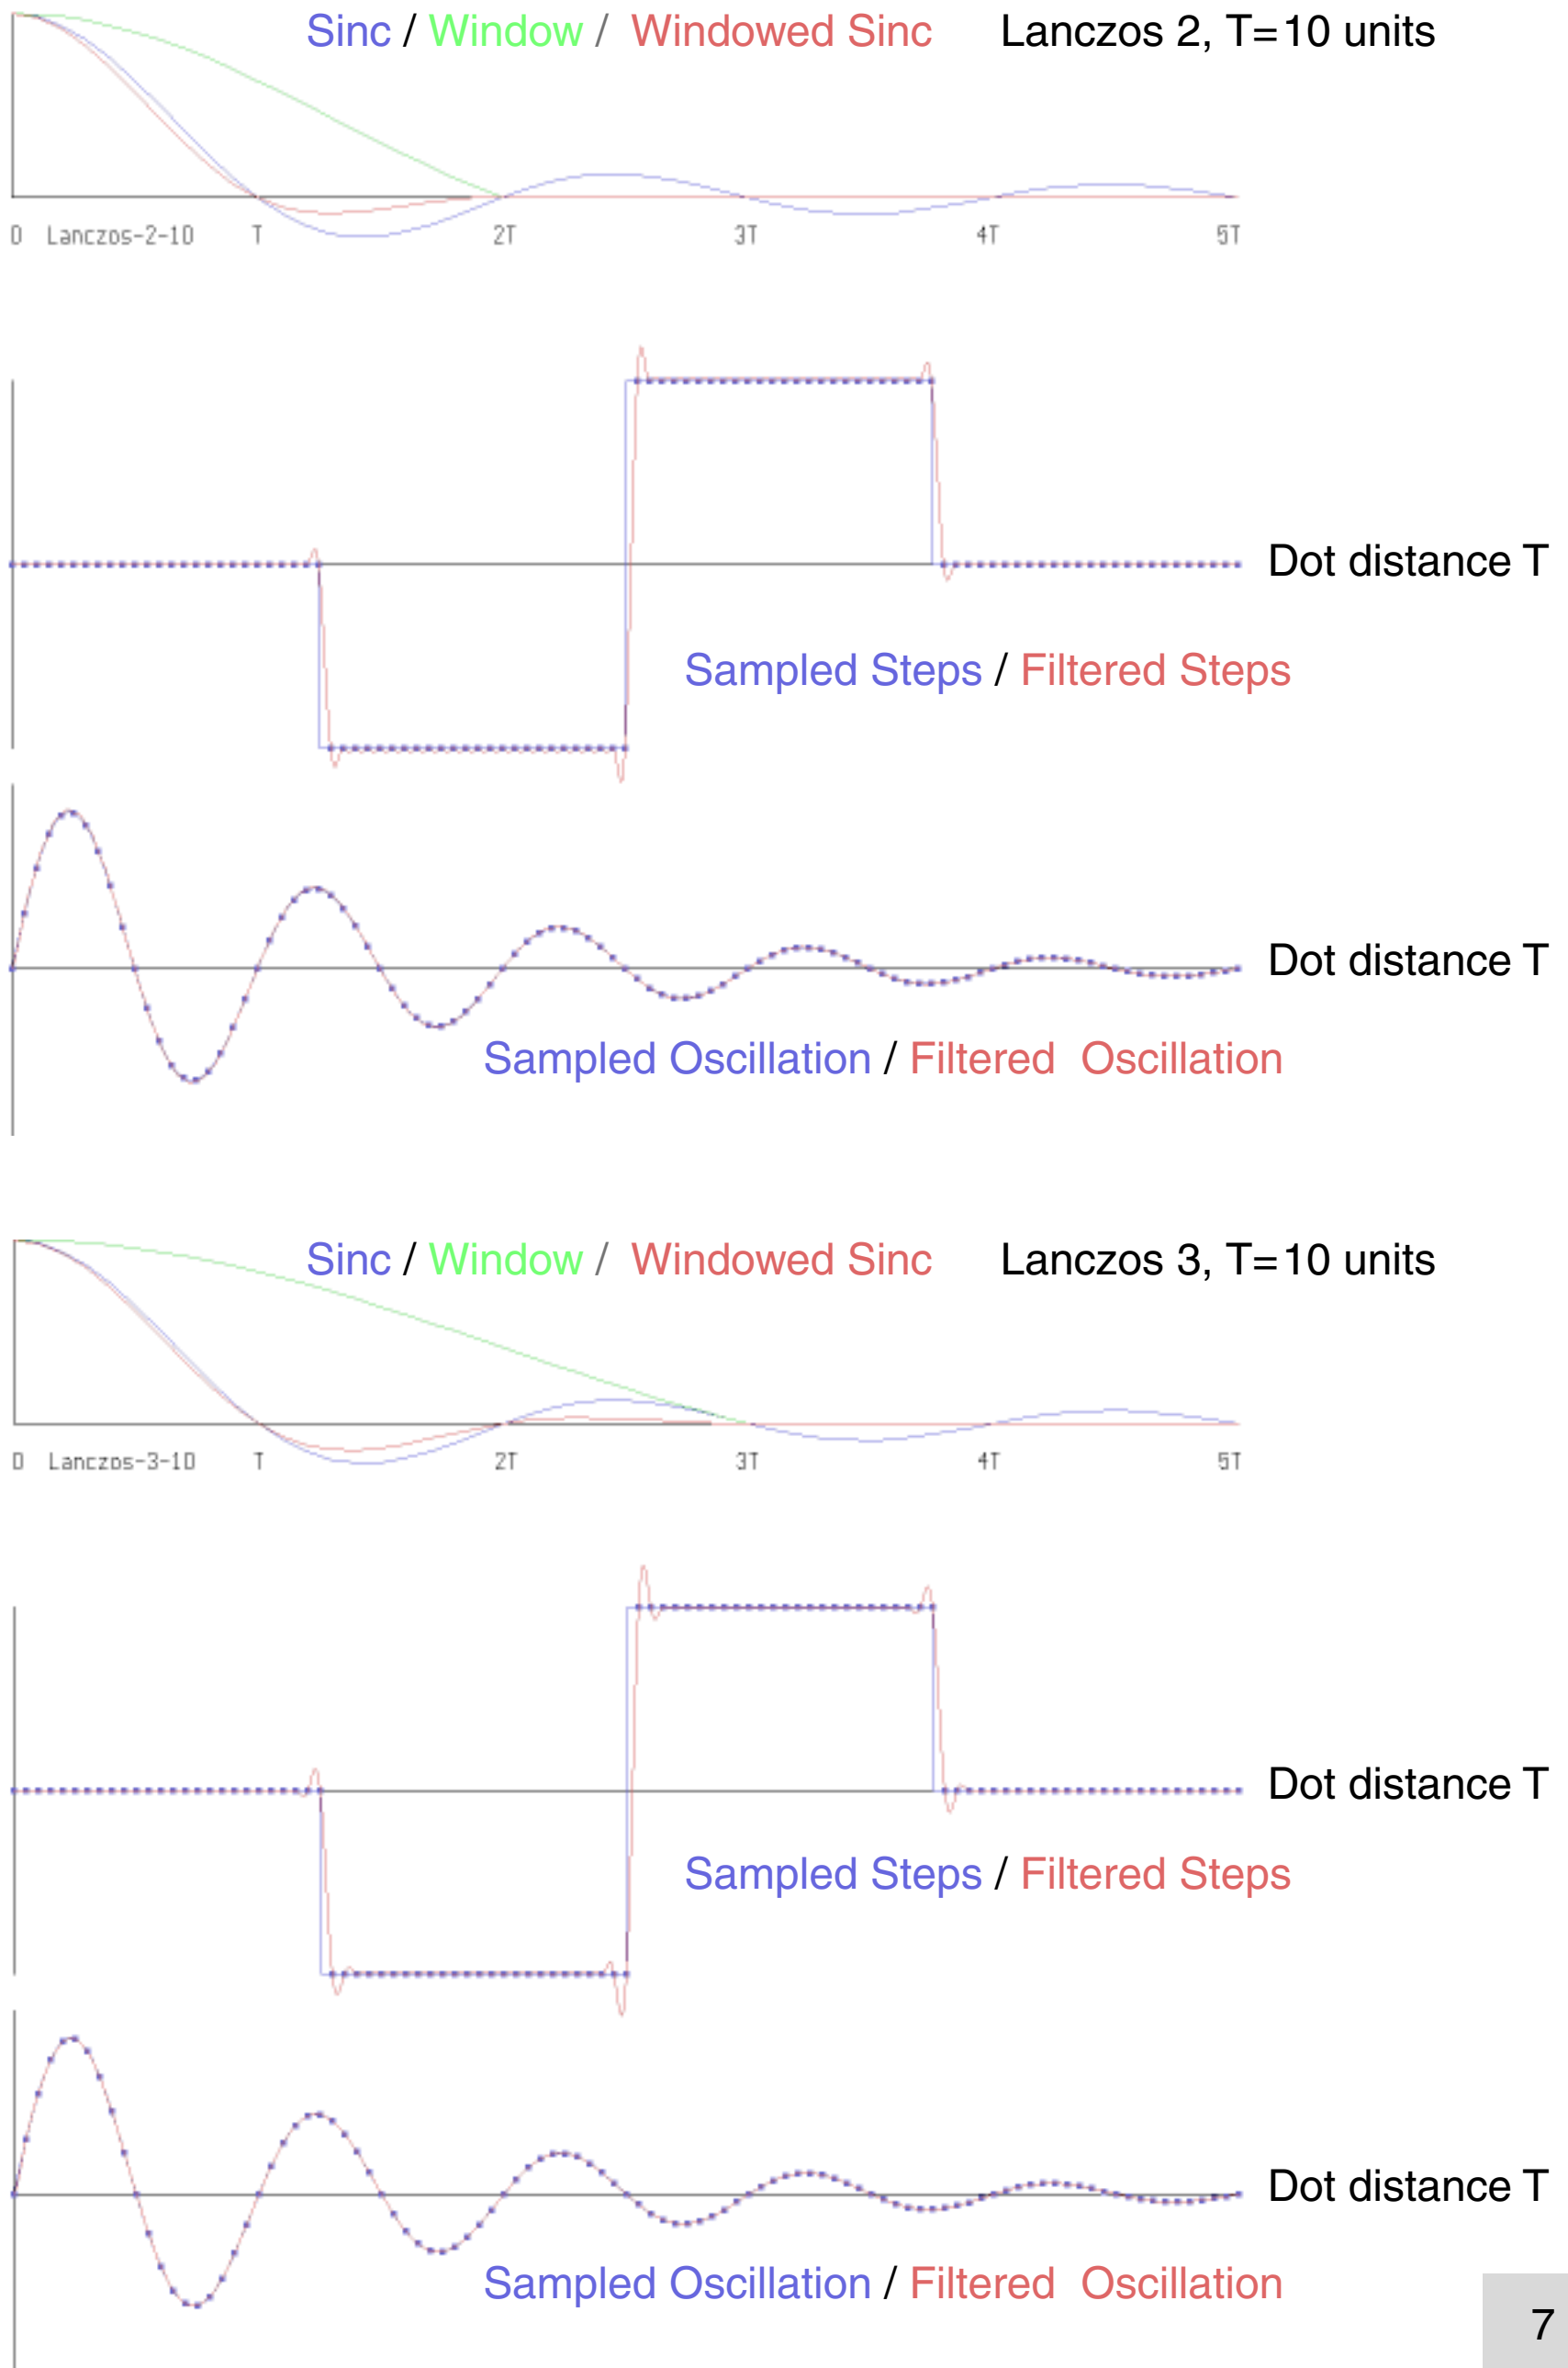 Sinc / Window / Windowed Sinc Lanczos 2, T=10 units
0 Lanczos-2-10 T 2T 3T 4T 5T
Dot distance T
Sampled Steps / Filtered Steps
Dot distance T
Sampled Oscillation / Filtered Oscillation
Sinc / Window / Windowed Sinc Lanczos 3, T=10 units
0 Lanczos-3-10 T 2T 3T 4T 5T
Dot distance T
Sampled Steps / Filtered Steps
Dot distance T
Sampled Oscillation / Filtered Oscillation
7